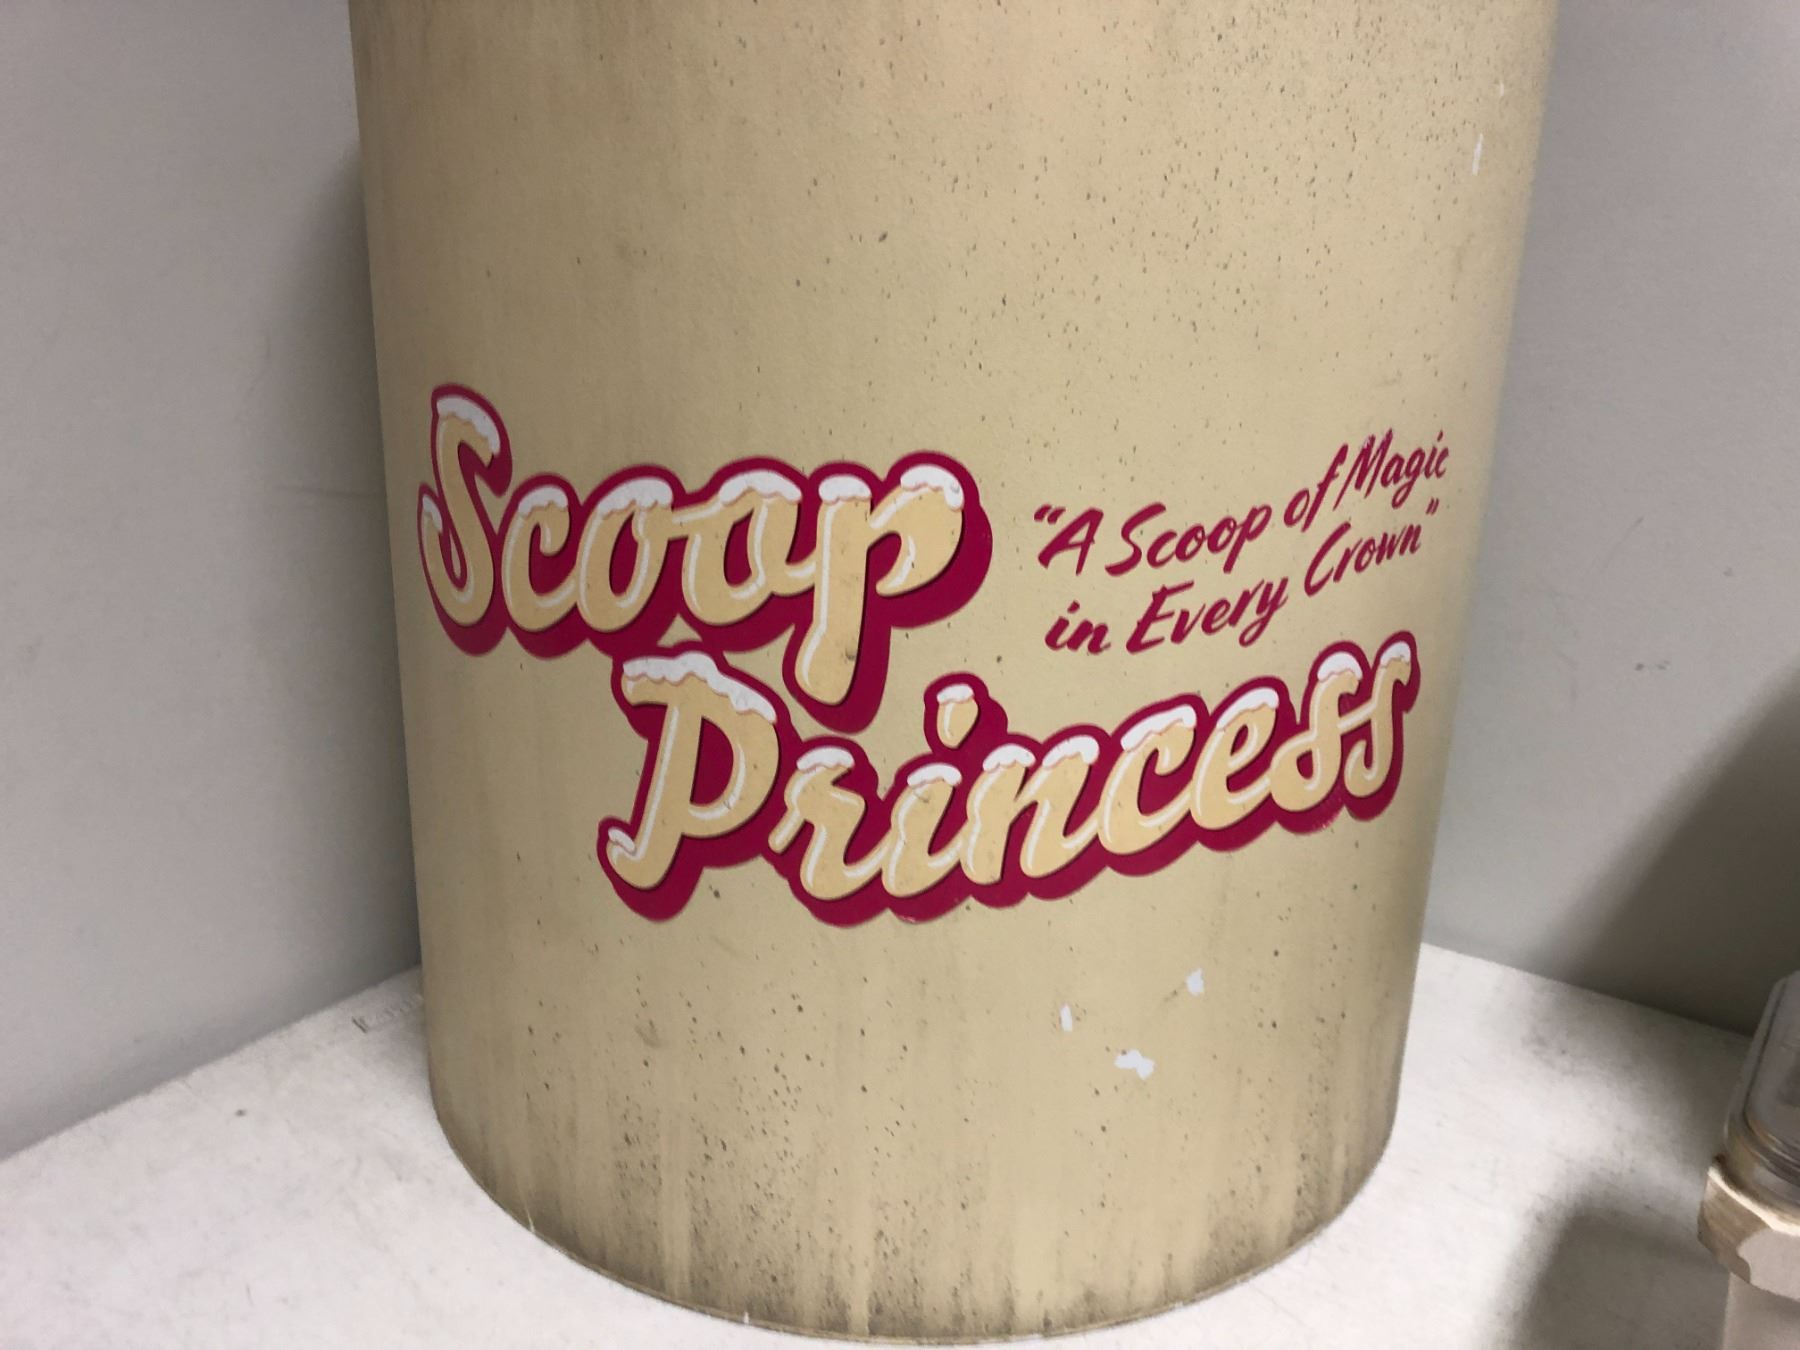 Scoop
"A Scoop of Magic
in Every Crown"
Princess